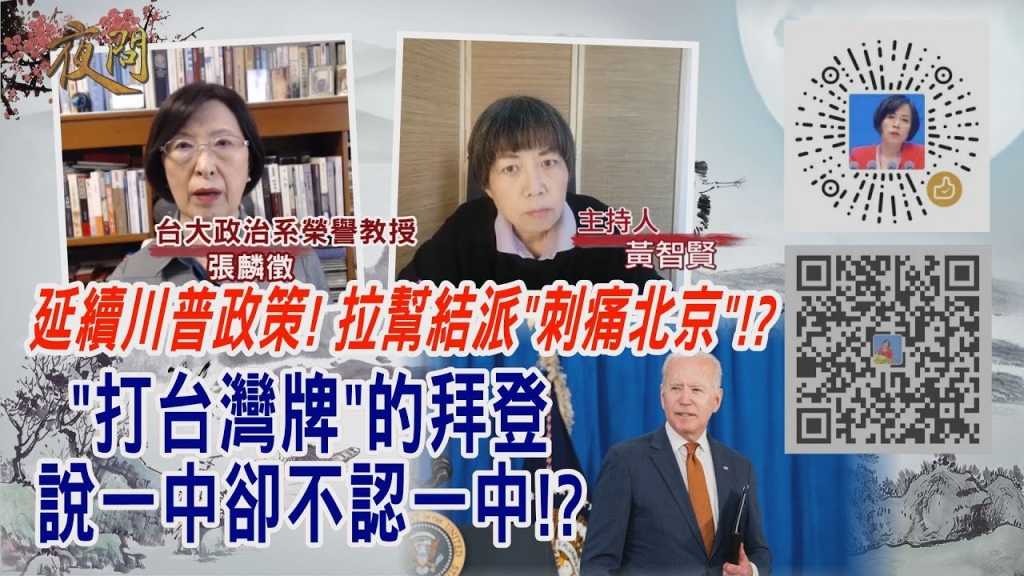 夜問
台大政治系榮譽教授
張麟徵
主持人
黃智賢
延續川普政策! 拉幫結派"刺痛北京"!?
"打台灣牌"的拜登
說一中卻不認一中!?